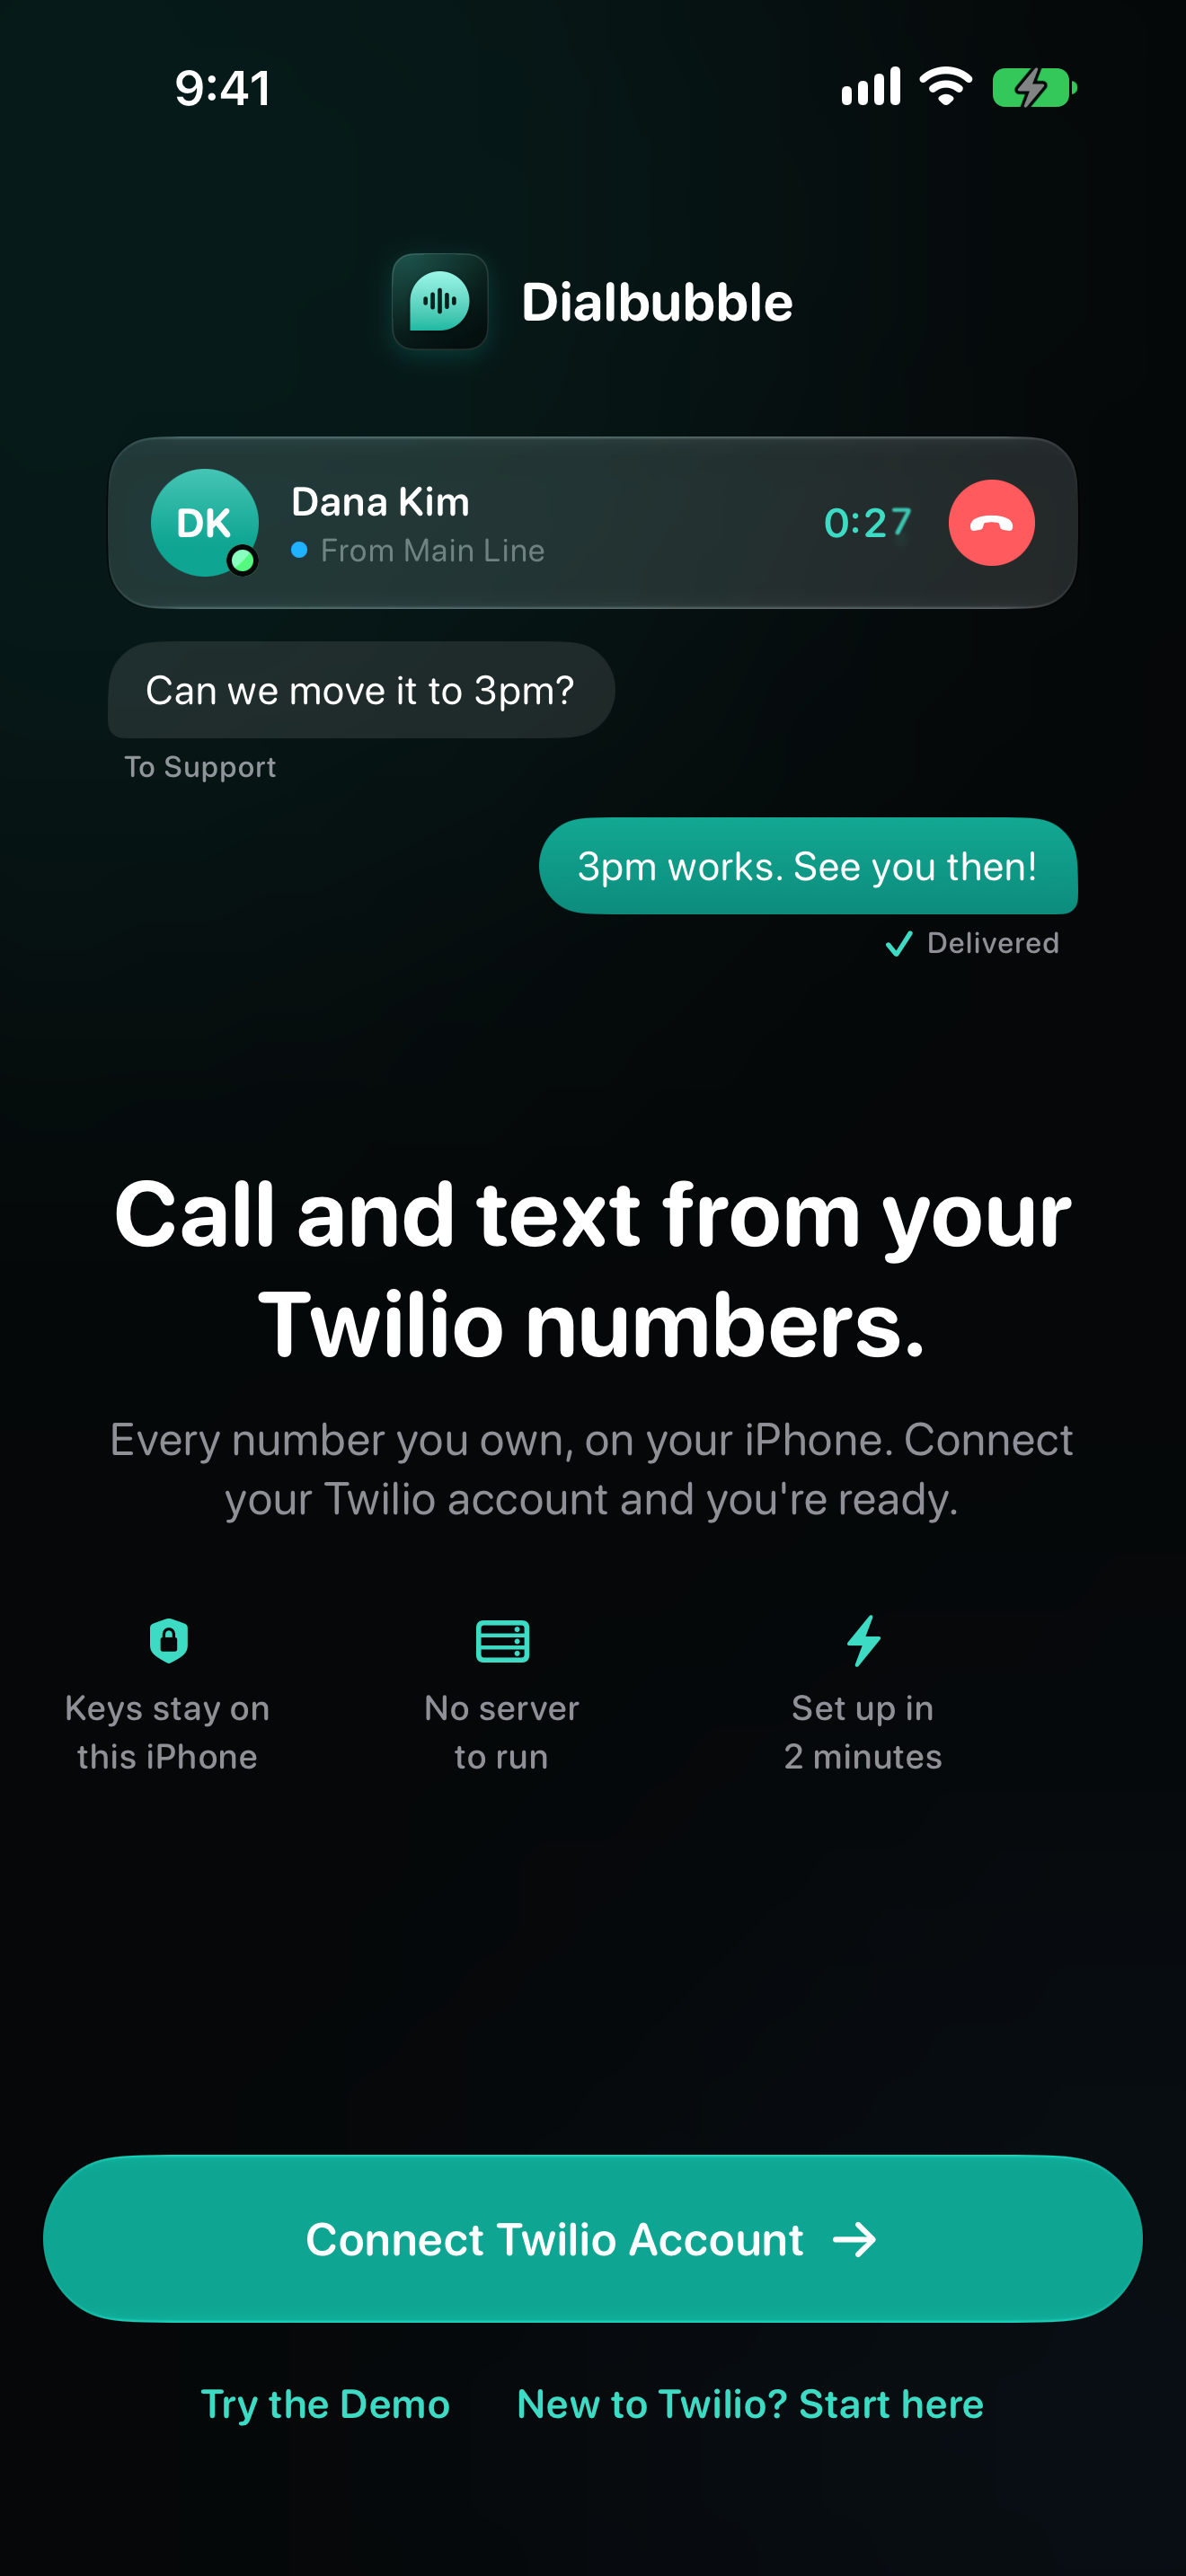 9:41
Dialbubble
DK
Dana Kim
From Main Line
0:27
Can we move it to 3pm?
To Support
3pm works. See you then!
Delivered
Call and text from your
Twilio numbers.
Every number you own, on your iPhone. Connect
your Twilio account and you're ready.
Keys stay on
this iPhone
No server
to run
Set up in
2 minutes
Connect Twilio Account
Try the Demo
New to Twilio? Start here